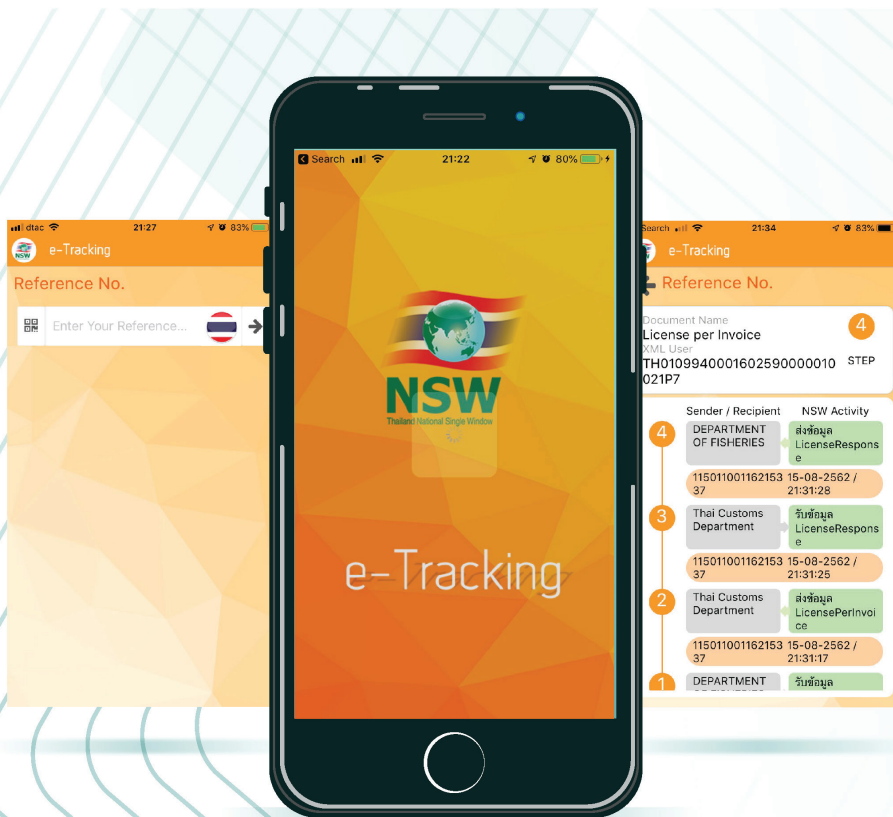 dtac 21:27 83%
NSW e-Tracking
Reference No.
Enter Your Reference...
Search 21:22 80%
NSW
Thailand National Single Window
e-Tracking
Search 21:34 83%
e-Tracking
Reference No.
Document Name
License per Invoice
XML User
TH0109940001602590000010
021P7
4
STEP
Sender / Recipient NSW Activity
4 DEPARTMENT ส่งข้อมูล
OF FISHERIES LicenseRespons
e
115011001162153 15-08-2562 /
37 21:31:28
3 Thai Customs รับข้อมูล
Department LicenseRespons
e
115011001162153 15-08-2562 /
37 21:31:25
2 Thai Customs ส่งข้อมูล
Department LicensePerInvoi
ce
115011001162153 15-08-2562 /
37 21:31:17
1 DEPARTMENT รับข้อมูล